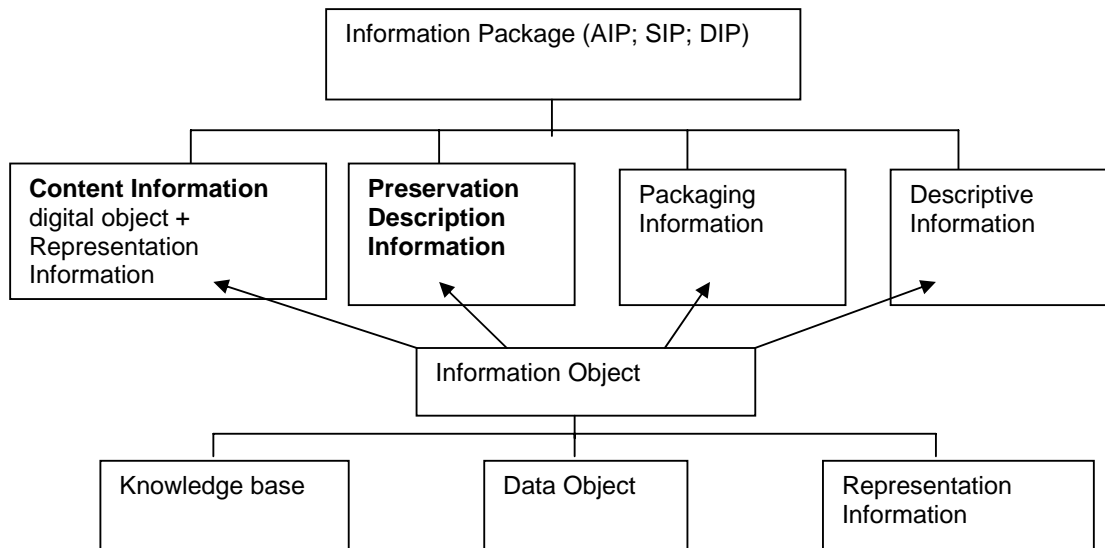 Information Package (AIP; SIP; DIP)
Content Information
digital object +
Representation
Information
Preservation
Description
Information
Packaging
Information
Descriptive
Information
Information Object
Knowledge base
Data Object
Representation
Information